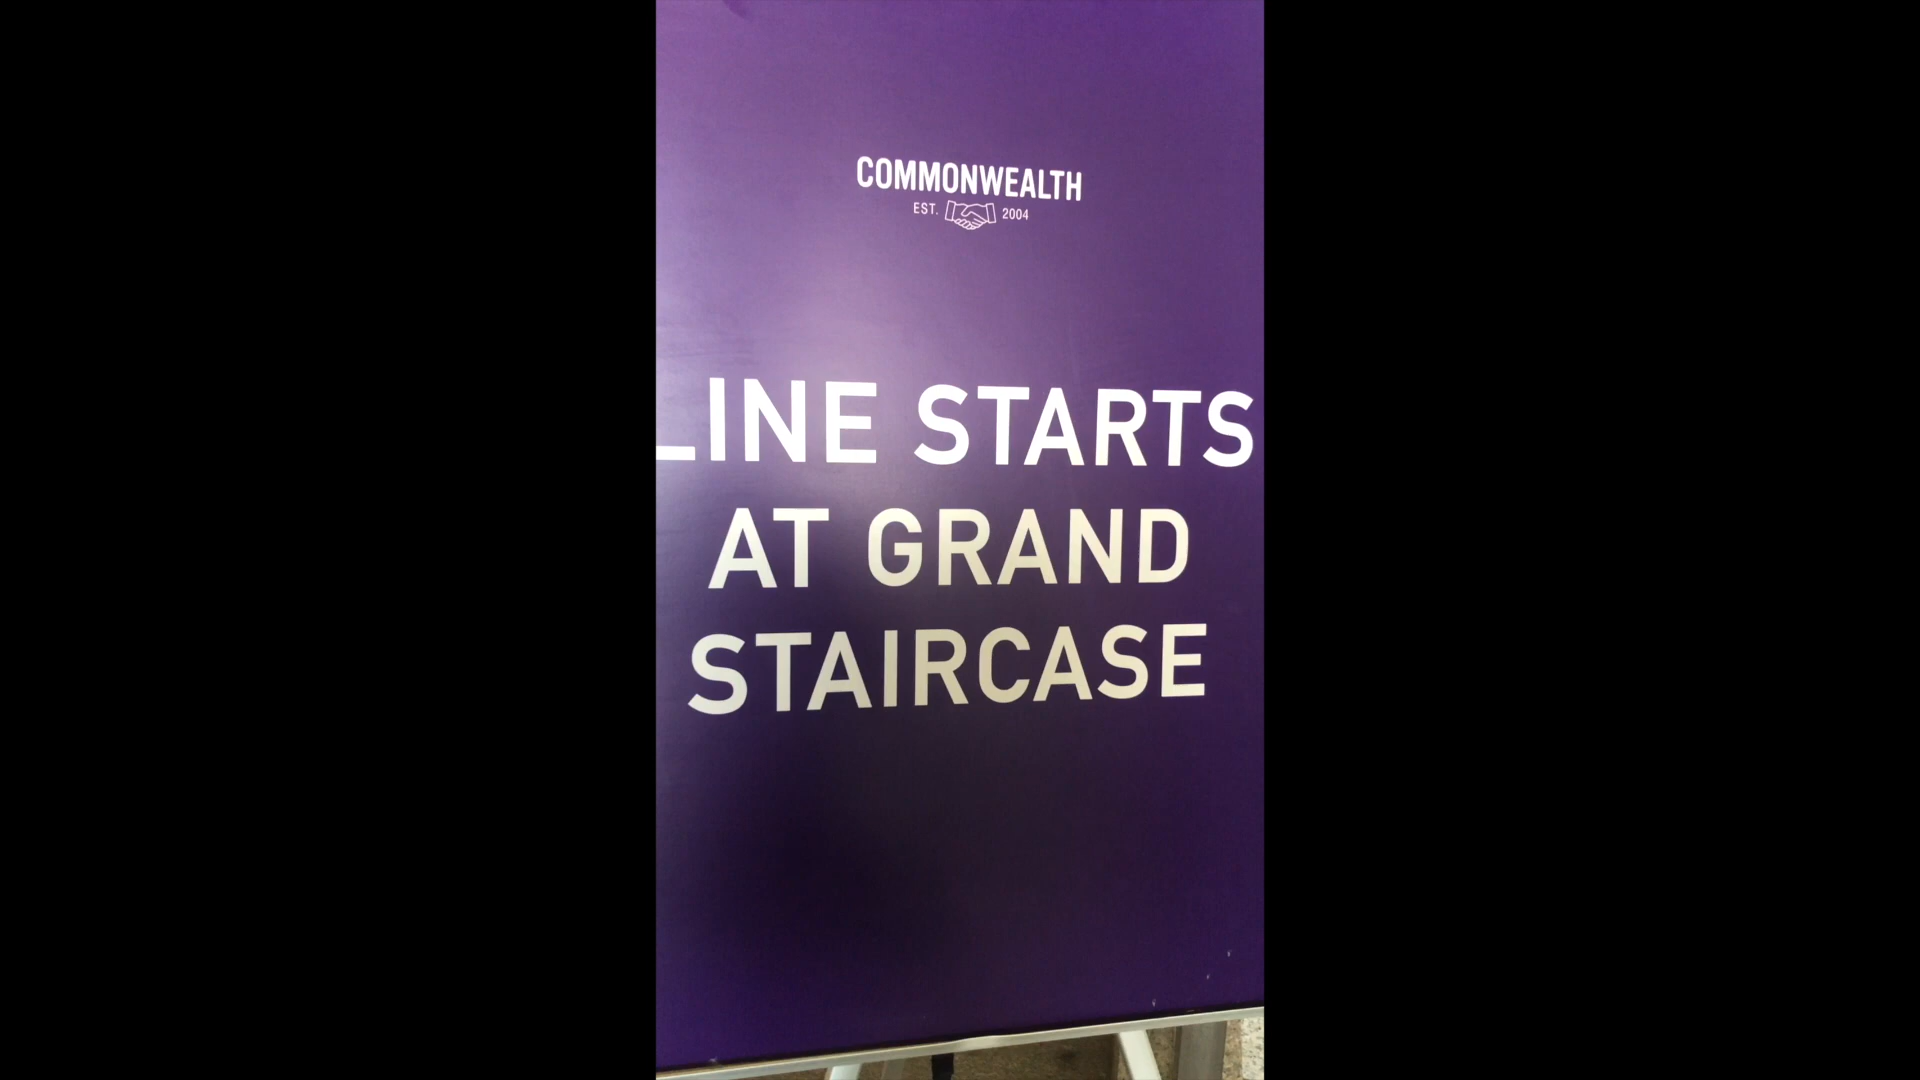 COMMONWEALTH
EST. 2004
LINE STARTS
AT GRAND
STAIRCASE